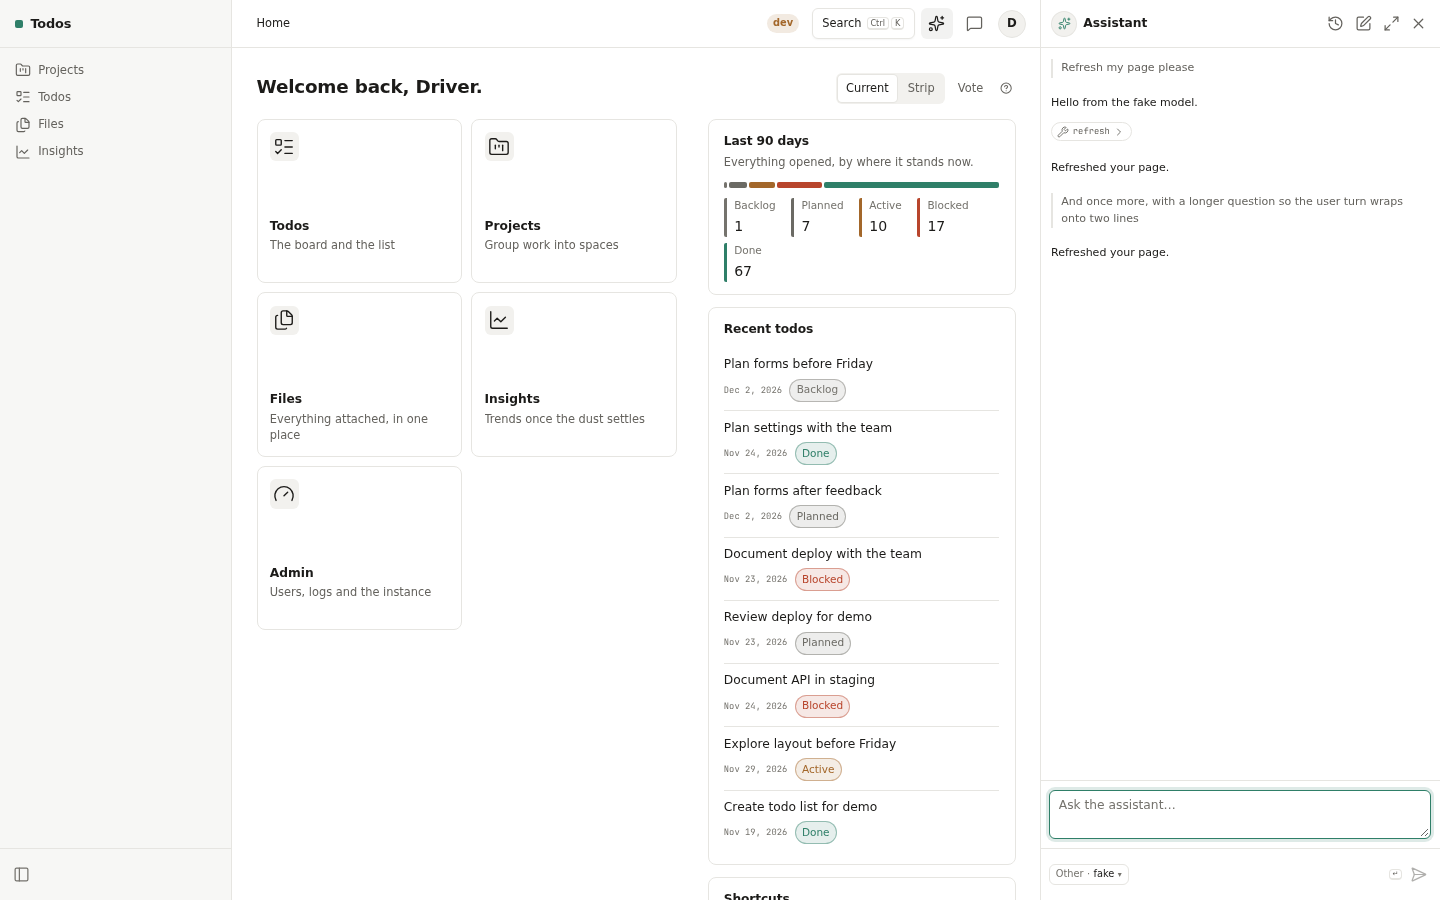 Todos
Projects
Todos
Files
Insights
Home
dev
Search Ctrl K
D
Welcome back, Driver.
Current Strip Vote
Todos
The board and the list
Projects
Group work into spaces
Files
Everything attached, in one
place
Insights
Trends once the dust settles
Admin
Users, logs and the instance
Last 90 days
Everything opened, by where it stands now.
Backlog
1
Planned
7
Active
10
Blocked
17
Done
67
Recent todos
Plan forms before Friday
Dec 2, 2026 Backlog
Plan settings with the team
Nov 24, 2026 Done
Plan forms after feedback
Dec 2, 2026 Planned
Document deploy with the team
Nov 23, 2026 Blocked
Review deploy for demo
Nov 23, 2026 Planned
Document API in staging
Nov 24, 2026 Blocked
Explore layout before Friday
Nov 29, 2026 Active
Create todo list for demo
Nov 19, 2026 Done
Shortcuts
Assistant
Refresh my page please
Hello from the fake model.
refresh
Refreshed your page.
And once more, with a longer question so the user turn wraps
onto two lines
Refreshed your page.
Ask the assistant...
Other · fake